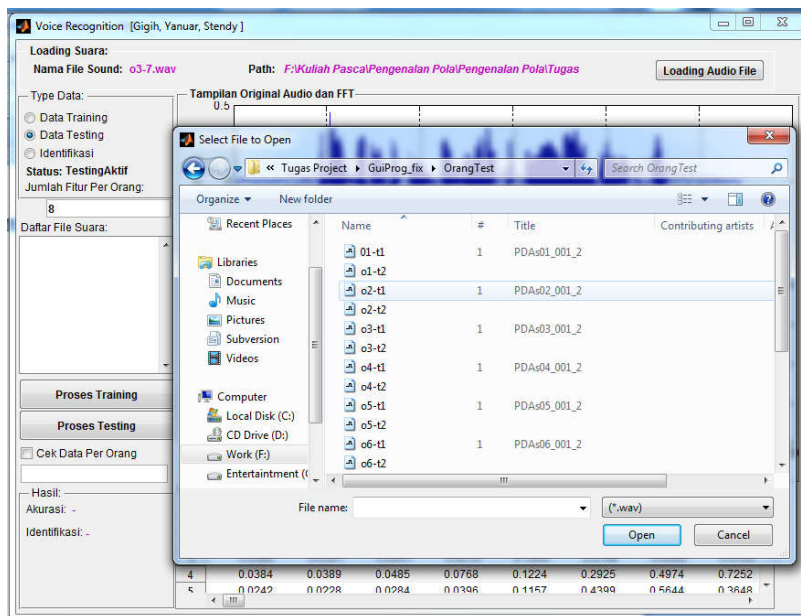 Voice Recognition [Gigih, Yanuar, Stendy ]
Loading Suara:
Nama File Sound: o3-7.wav Path: F:\Kuliah Pasca\Pengenalan Pola\Pengenalan Pola\Tugas Loading Audio File
Type Data:
Data Training
Data Testing
Identifikasi
Status: TestingAktif
Jumlah Fitur Per Orang:
8
Daftar File Suara:
Proses Training
Proses Testing
Cek Data Per Orang
Hasil:
Akurasi: -
Identifikasi: -
Tampilan Original Audio dan FFT
0.5
Select File to Open
« Tugas Project GuiProg_fix OrangTest Search OrangTest
Organize New folder
Recent Places
Libraries
Documents
Music
Pictures
Subversion
Videos
Computer
Local Disk (C:)
CD Drive (D:)
Work (F:)
Entertaintment (
Name # Title Contributing artists
01-t1 1 PDAs01_001_2
o1-t2
o2-t1 1 PDAs02_001_2
o2-t2
o3-t1 1 PDAs03_001_2
o3-t2
o4-t1 1 PDAs04_001_2
o4-t2
o5-t1 1 PDAs05_001_2
o5-t2
o6-t1 1 PDAs06_001_2
o6-t2
File name: (*.wav)
Open Cancel
4 0.0384 0.0389 0.0485 0.0768 0.1224 0.2925 0.4974 0.7252
5 0.0242 0.0228 0.0284 0.0396 0.1157 0.4399 0.5644 0.3648